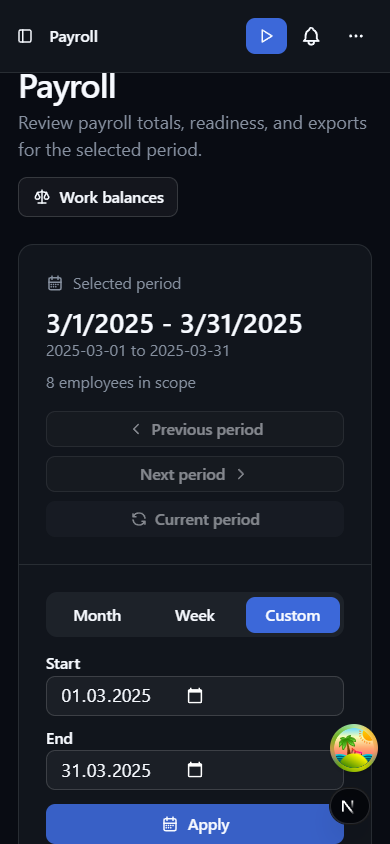 Payroll
Payroll
Review payroll totals, readiness, and exports
for the selected period.
Work balances
Selected period
3/1/2025 - 3/31/2025
2025-03-01 to 2025-03-31
8 employees in scope
Previous period
Next period
Current period
Month Week Custom
Start
01.03.2025
End
31.03.2025
N
Apply